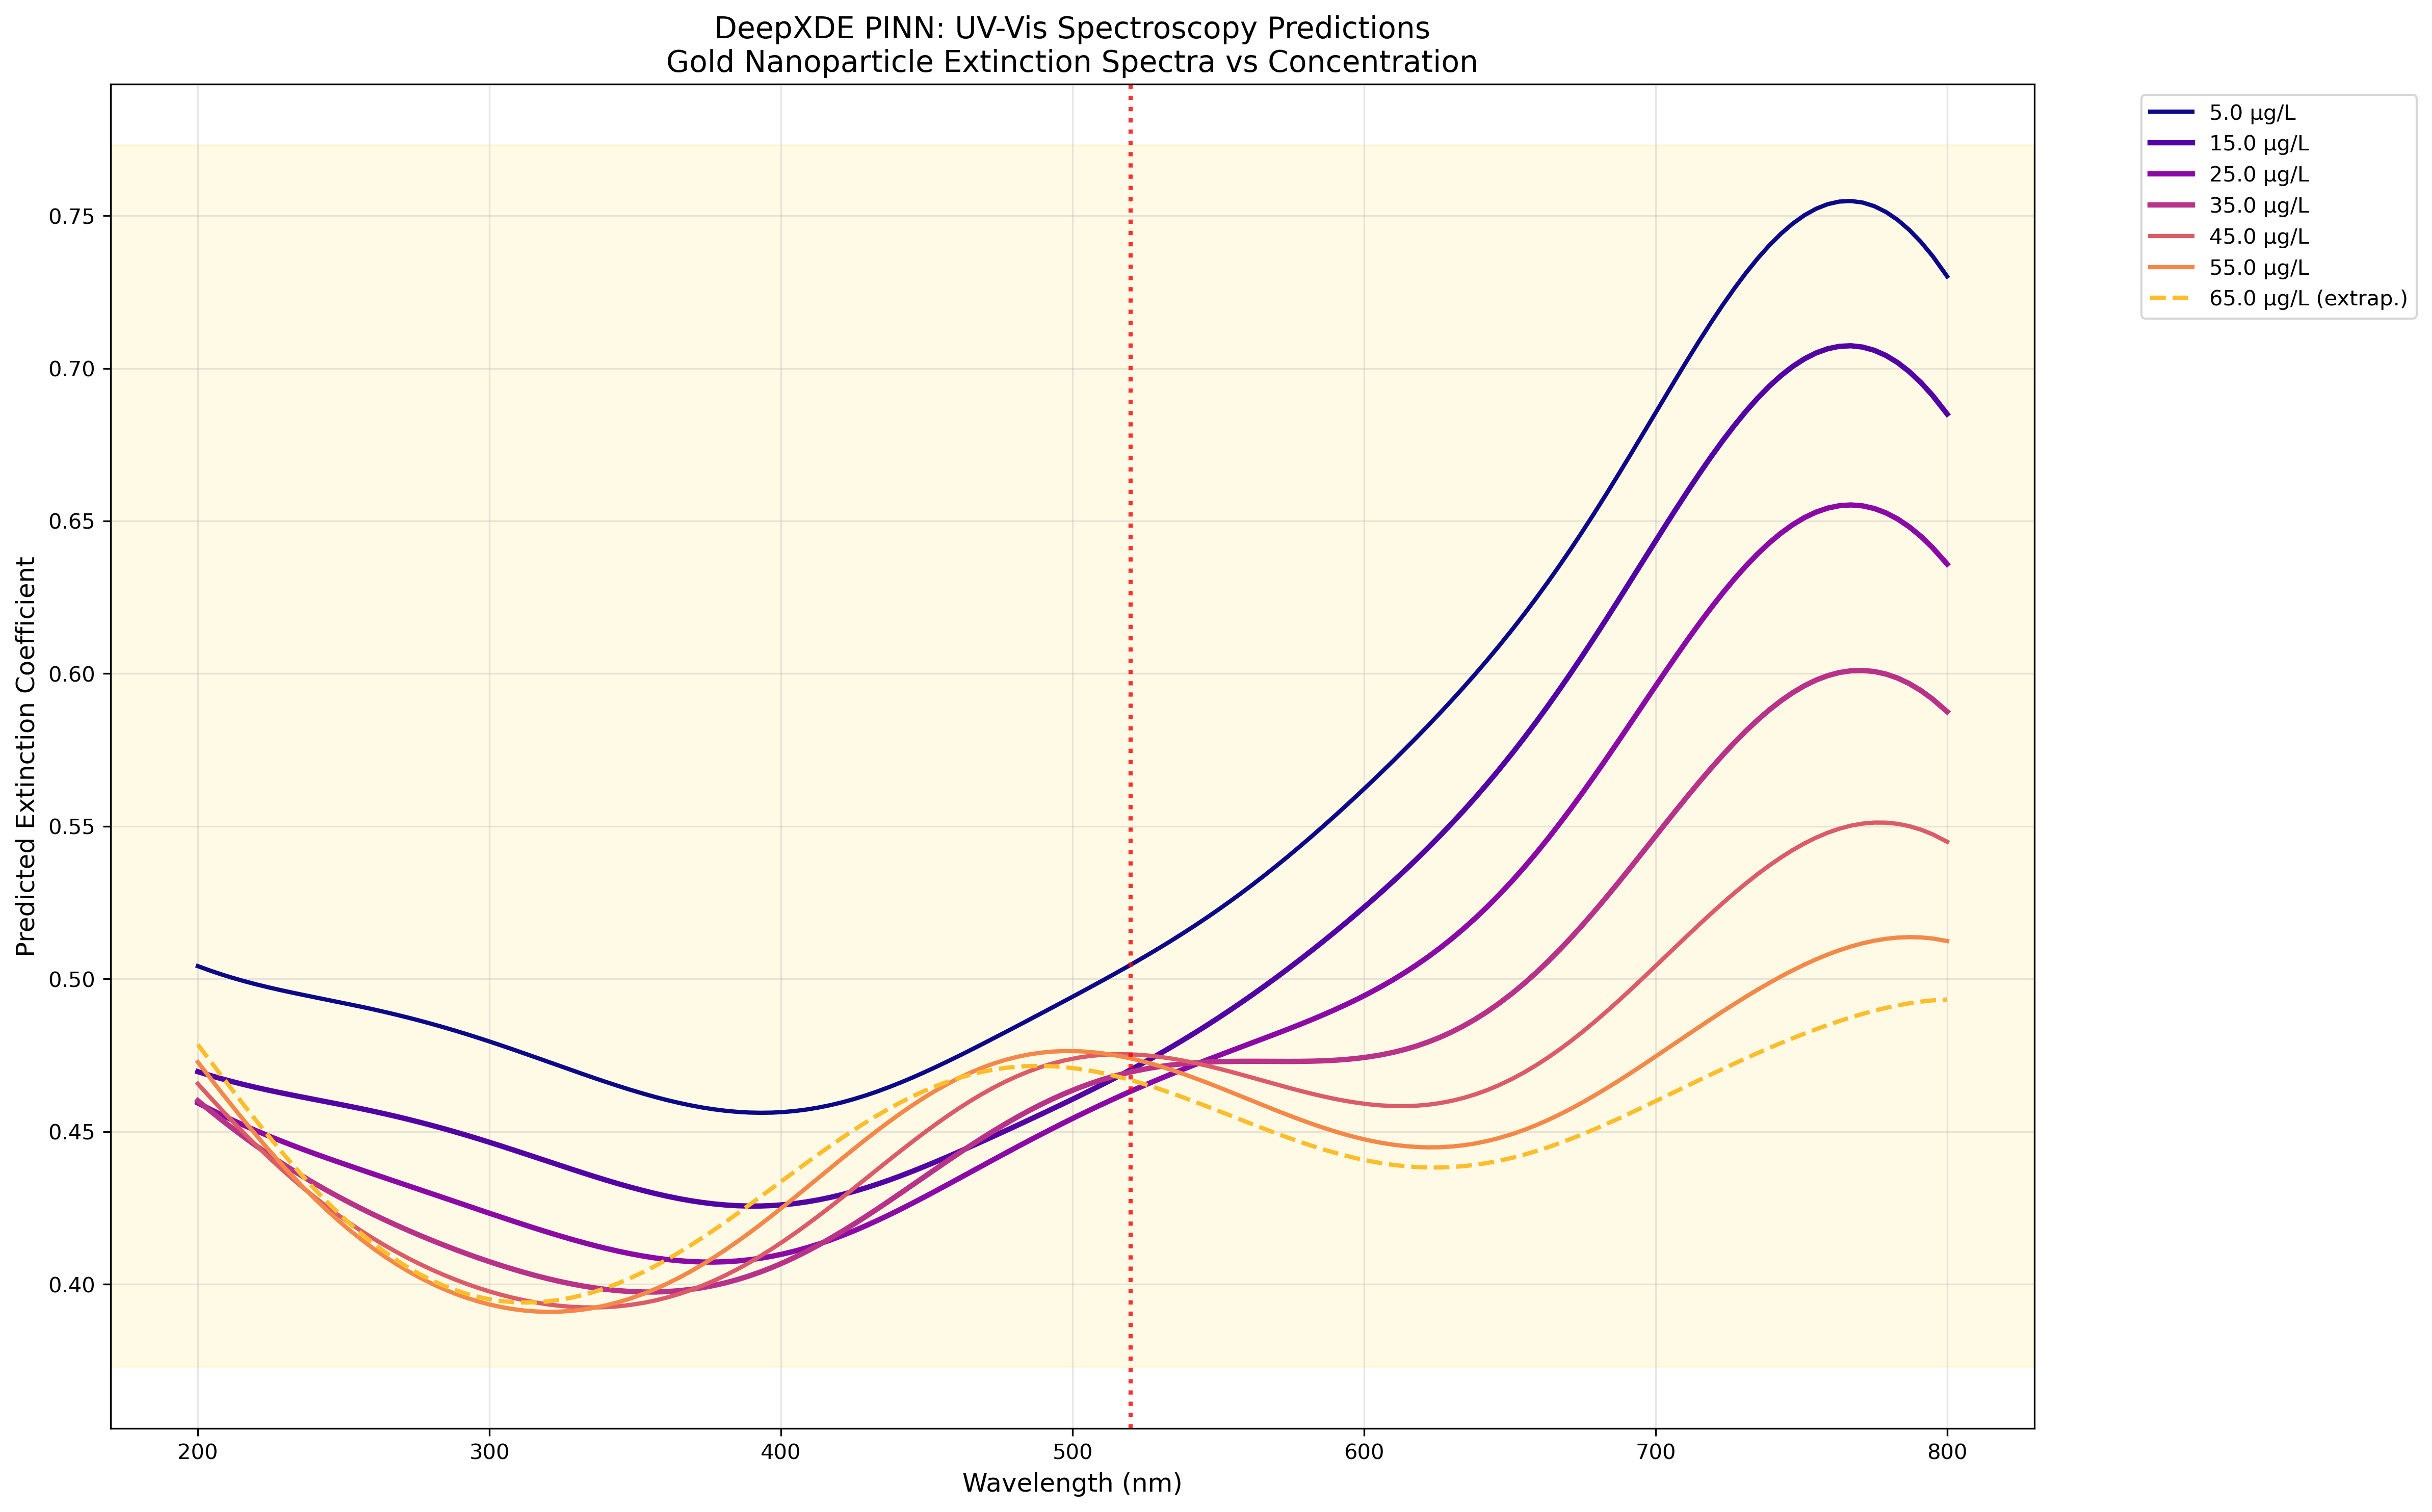 DeepXDE PINN: UV-Vis Spectroscopy Predictions
Gold Nanoparticle Extinction Spectra vs Concentration
5.0 µg/L
15.0 µg/L
25.0 µg/L
35.0 µg/L
45.0 µg/L
55.0 µg/L
65.0 µg/L (extrap.)
Predicted Extinction Coefficient
0.75
0.70
0.65
0.60
0.55
0.50
0.45
0.40
200
300
400
500
600
700
800
Wavelength (nm)